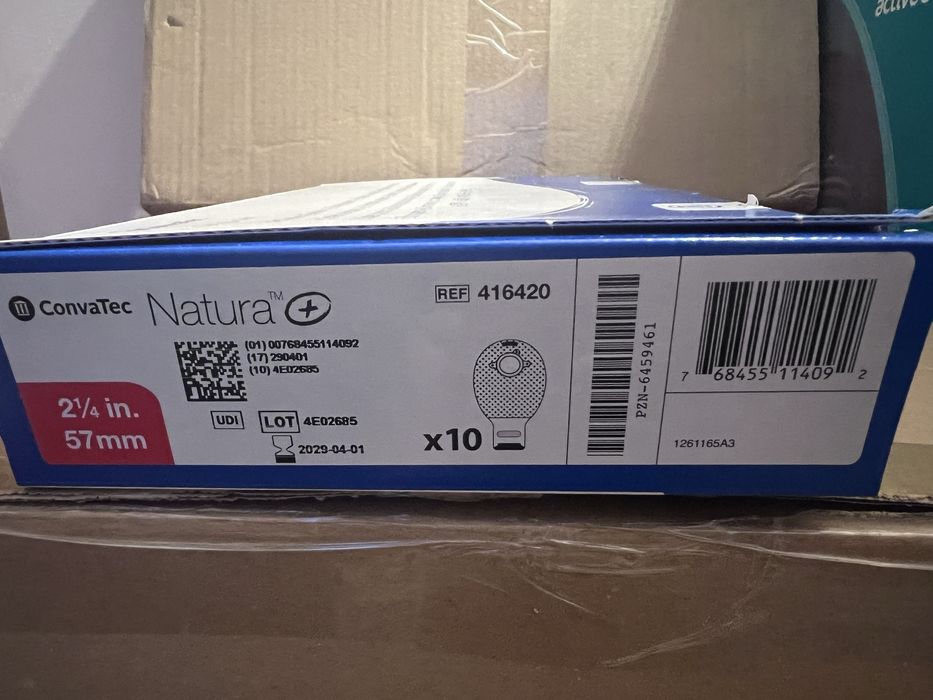 ConvaTec Natura™ +
REF 416420
(01) 00768455114092
(17) 290401
(10) 4E02685
UDI LOT 4E02685
2029-04-01
2¼ in.
57mm
x10
PZN-6459461
7 68455 11409 2
1261165A3